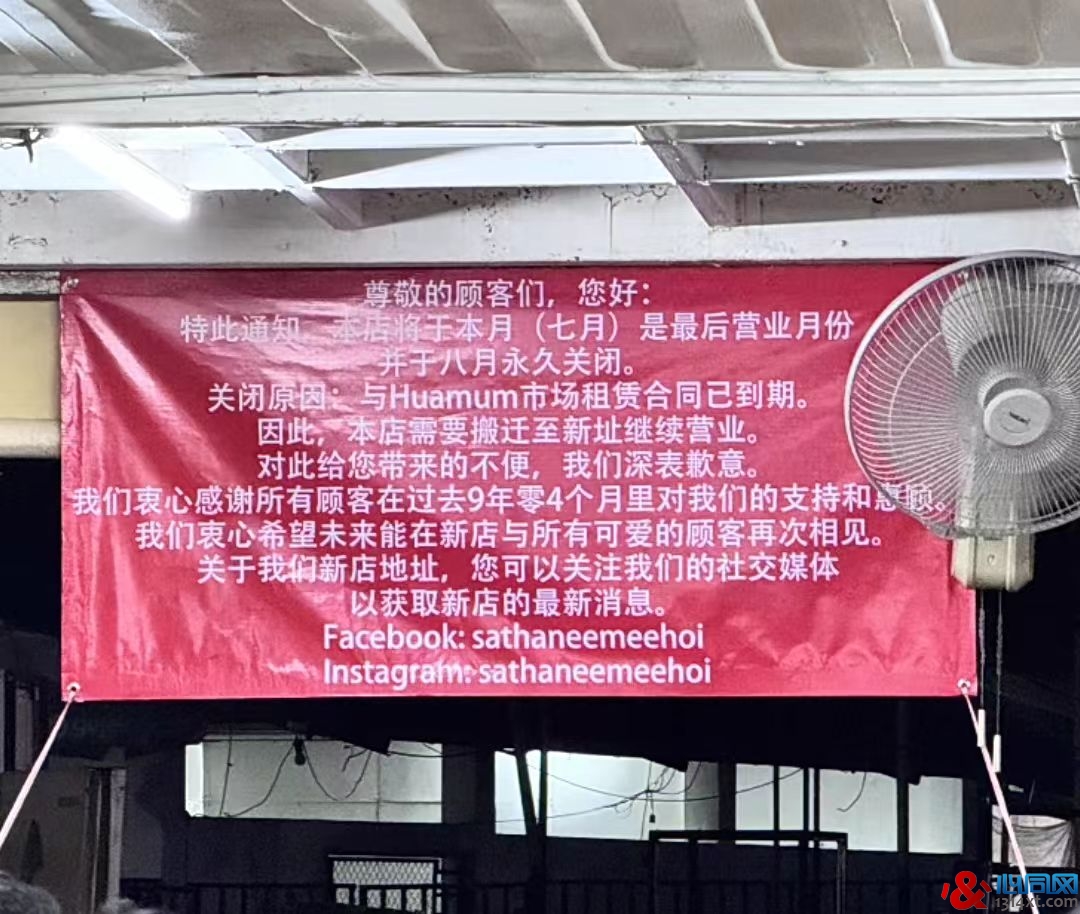 尊敬的顾客们，您好：
特此通知，本店将于本月（七月）是最后营业月份
并于八月永久关闭。
关闭原因：与Huamum市场租赁合同已到期。
因此，本店需要搬迁至新址继续营业。
对此给您带来的不便，我们深表歉意。
我们衷心感谢所有顾客在过去9年零4个月里对我们的支持和惠顾。
我们衷心希望未来能在新店与所有可爱的顾客再次相见。
关于我们新店地址，您可以关注我们的社交媒体
以获取新店的最新消息。
Facebook: sathaneemeehoi
Instagram: sathaneemeehoi
心同网
1314xt.com